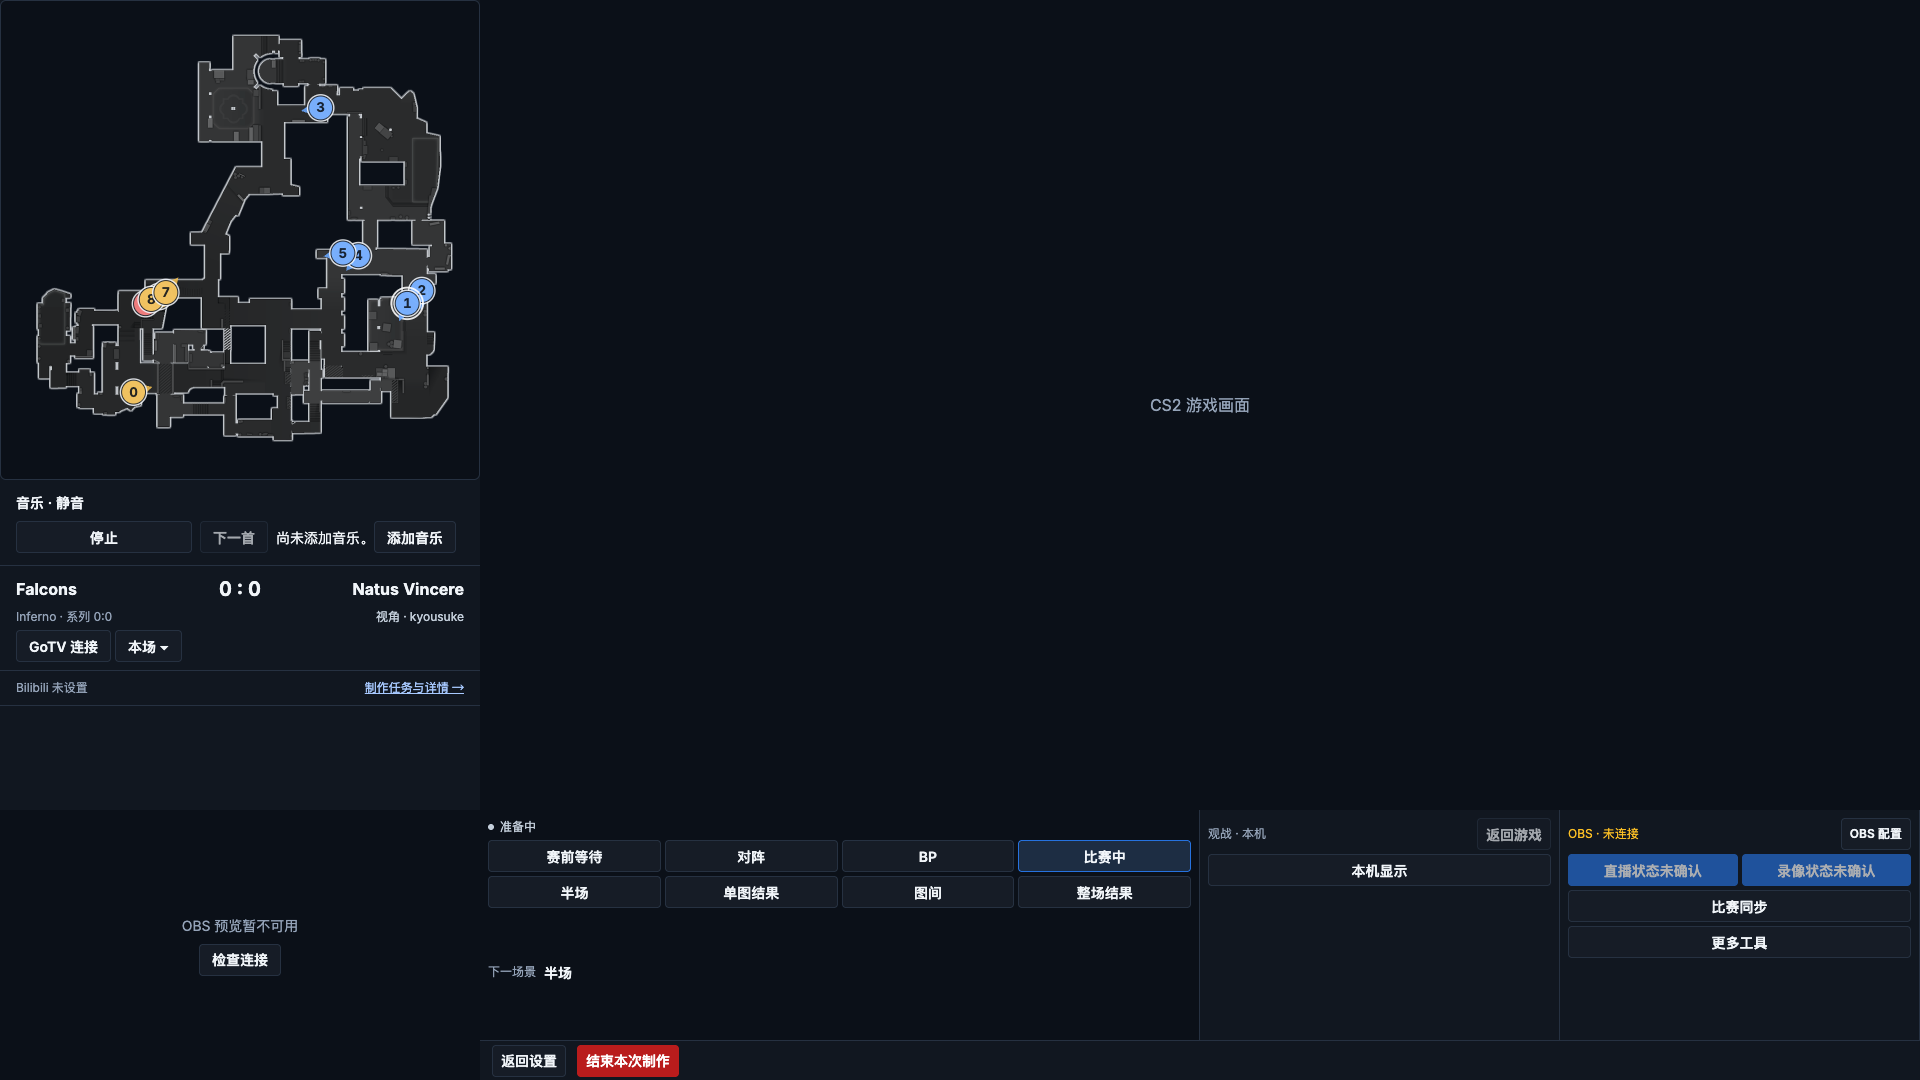 3
5
4
2
1
8
7
0
CS2 游戏画面
音乐 · 静音
停止
下一首
尚未添加音乐。
添加音乐
Falcons
0 : 0
Natus Vincere
Inferno · 系列 0:0
视角 · kyousuke
GoTV 连接
本场
Bilibili 未设置
制作任务与详情 →
OBS 预览暂不可用
检查连接
准备中
赛前等待
对阵
BP
比赛中
半场
单图结果
图间
整场结果
下一场景 半场
观战 · 本机
返回游戏
本机显示
OBS · 未连接
OBS 配置
直播状态未确认
录像状态未确认
比赛同步
更多工具
返回设置
结束本次制作